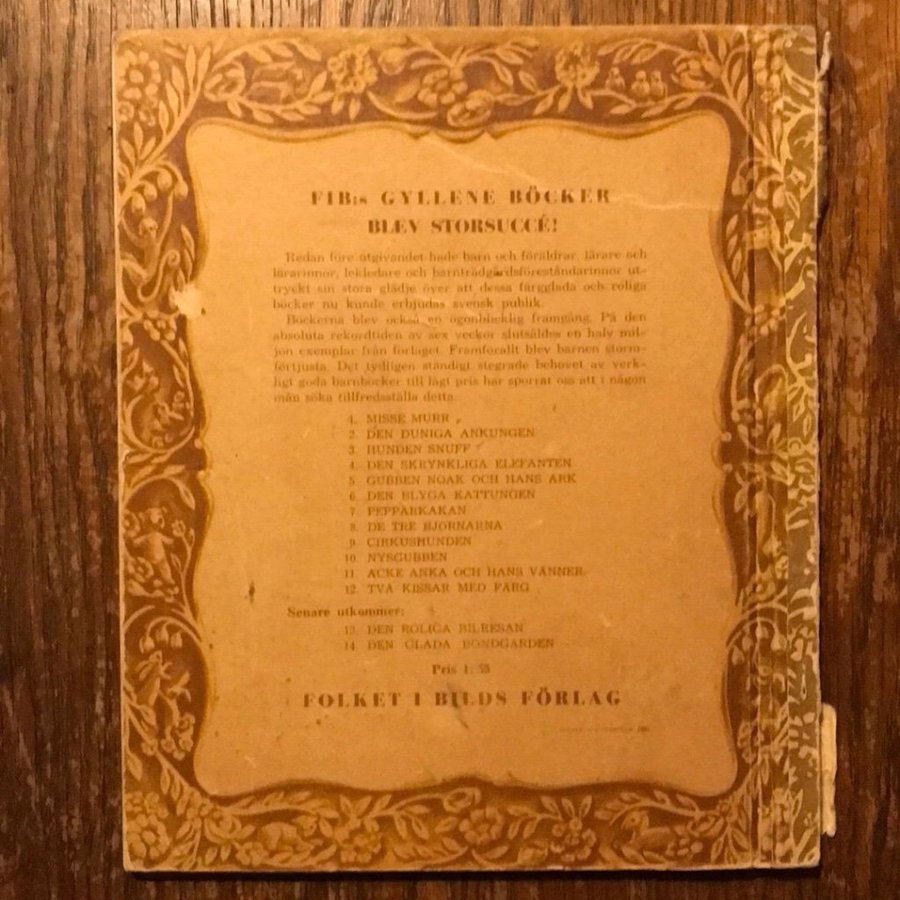 FIB:s GYLLENE BÖCKER
BLEV STORSUCCÉ!
Redan före utgivandet hade barn och föräldrar, lärare och
lärarinnor, lekledare och barnträdgårdsföreståndarinnor ut-
tryckt sin stora glädje över att dessa färgglada och roliga
böcker nu kunde erbjudas svensk publik.
Böckerna blev också en ögonblicklig framgång. På den
absoluta rekordtiden av sex veckor slutsåldes en halv mil-
jon exemplar från förlaget. Framförallt blev barnen storm-
förtjusta. Det tydligen ständigt stegrade behovet av verk-
ligt goda barnböcker till lågt pris har sporrat oss att i någon
mån söka tillfredsställa detta.
1. MISSE MURR
2. DEN DUNIGA ANKUNGEN
3. HUNDEN SNUFF
4. DEN SKRYNKLIGA ELEFANTEN
5. GUBBEN NOAK OCH HANS ARK
6. DEN BLYGA KATTUNGEN
7. PEPPARKAKAN
8. DE TRE BJÖRNARNA
9. CIRKUSHUNDEN
10. NYSGUBBEN
11. ACKE ANKA OCH HANS VÄNNER
12. TVÅ KISSAR MED FÄRG
Senare utkommer:
13. DEN ROLIGA BILRESAN
14. DEN GLADA BONDGÅRDEN
Pris 1:55
FOLKET I BILDS FÖRLAG